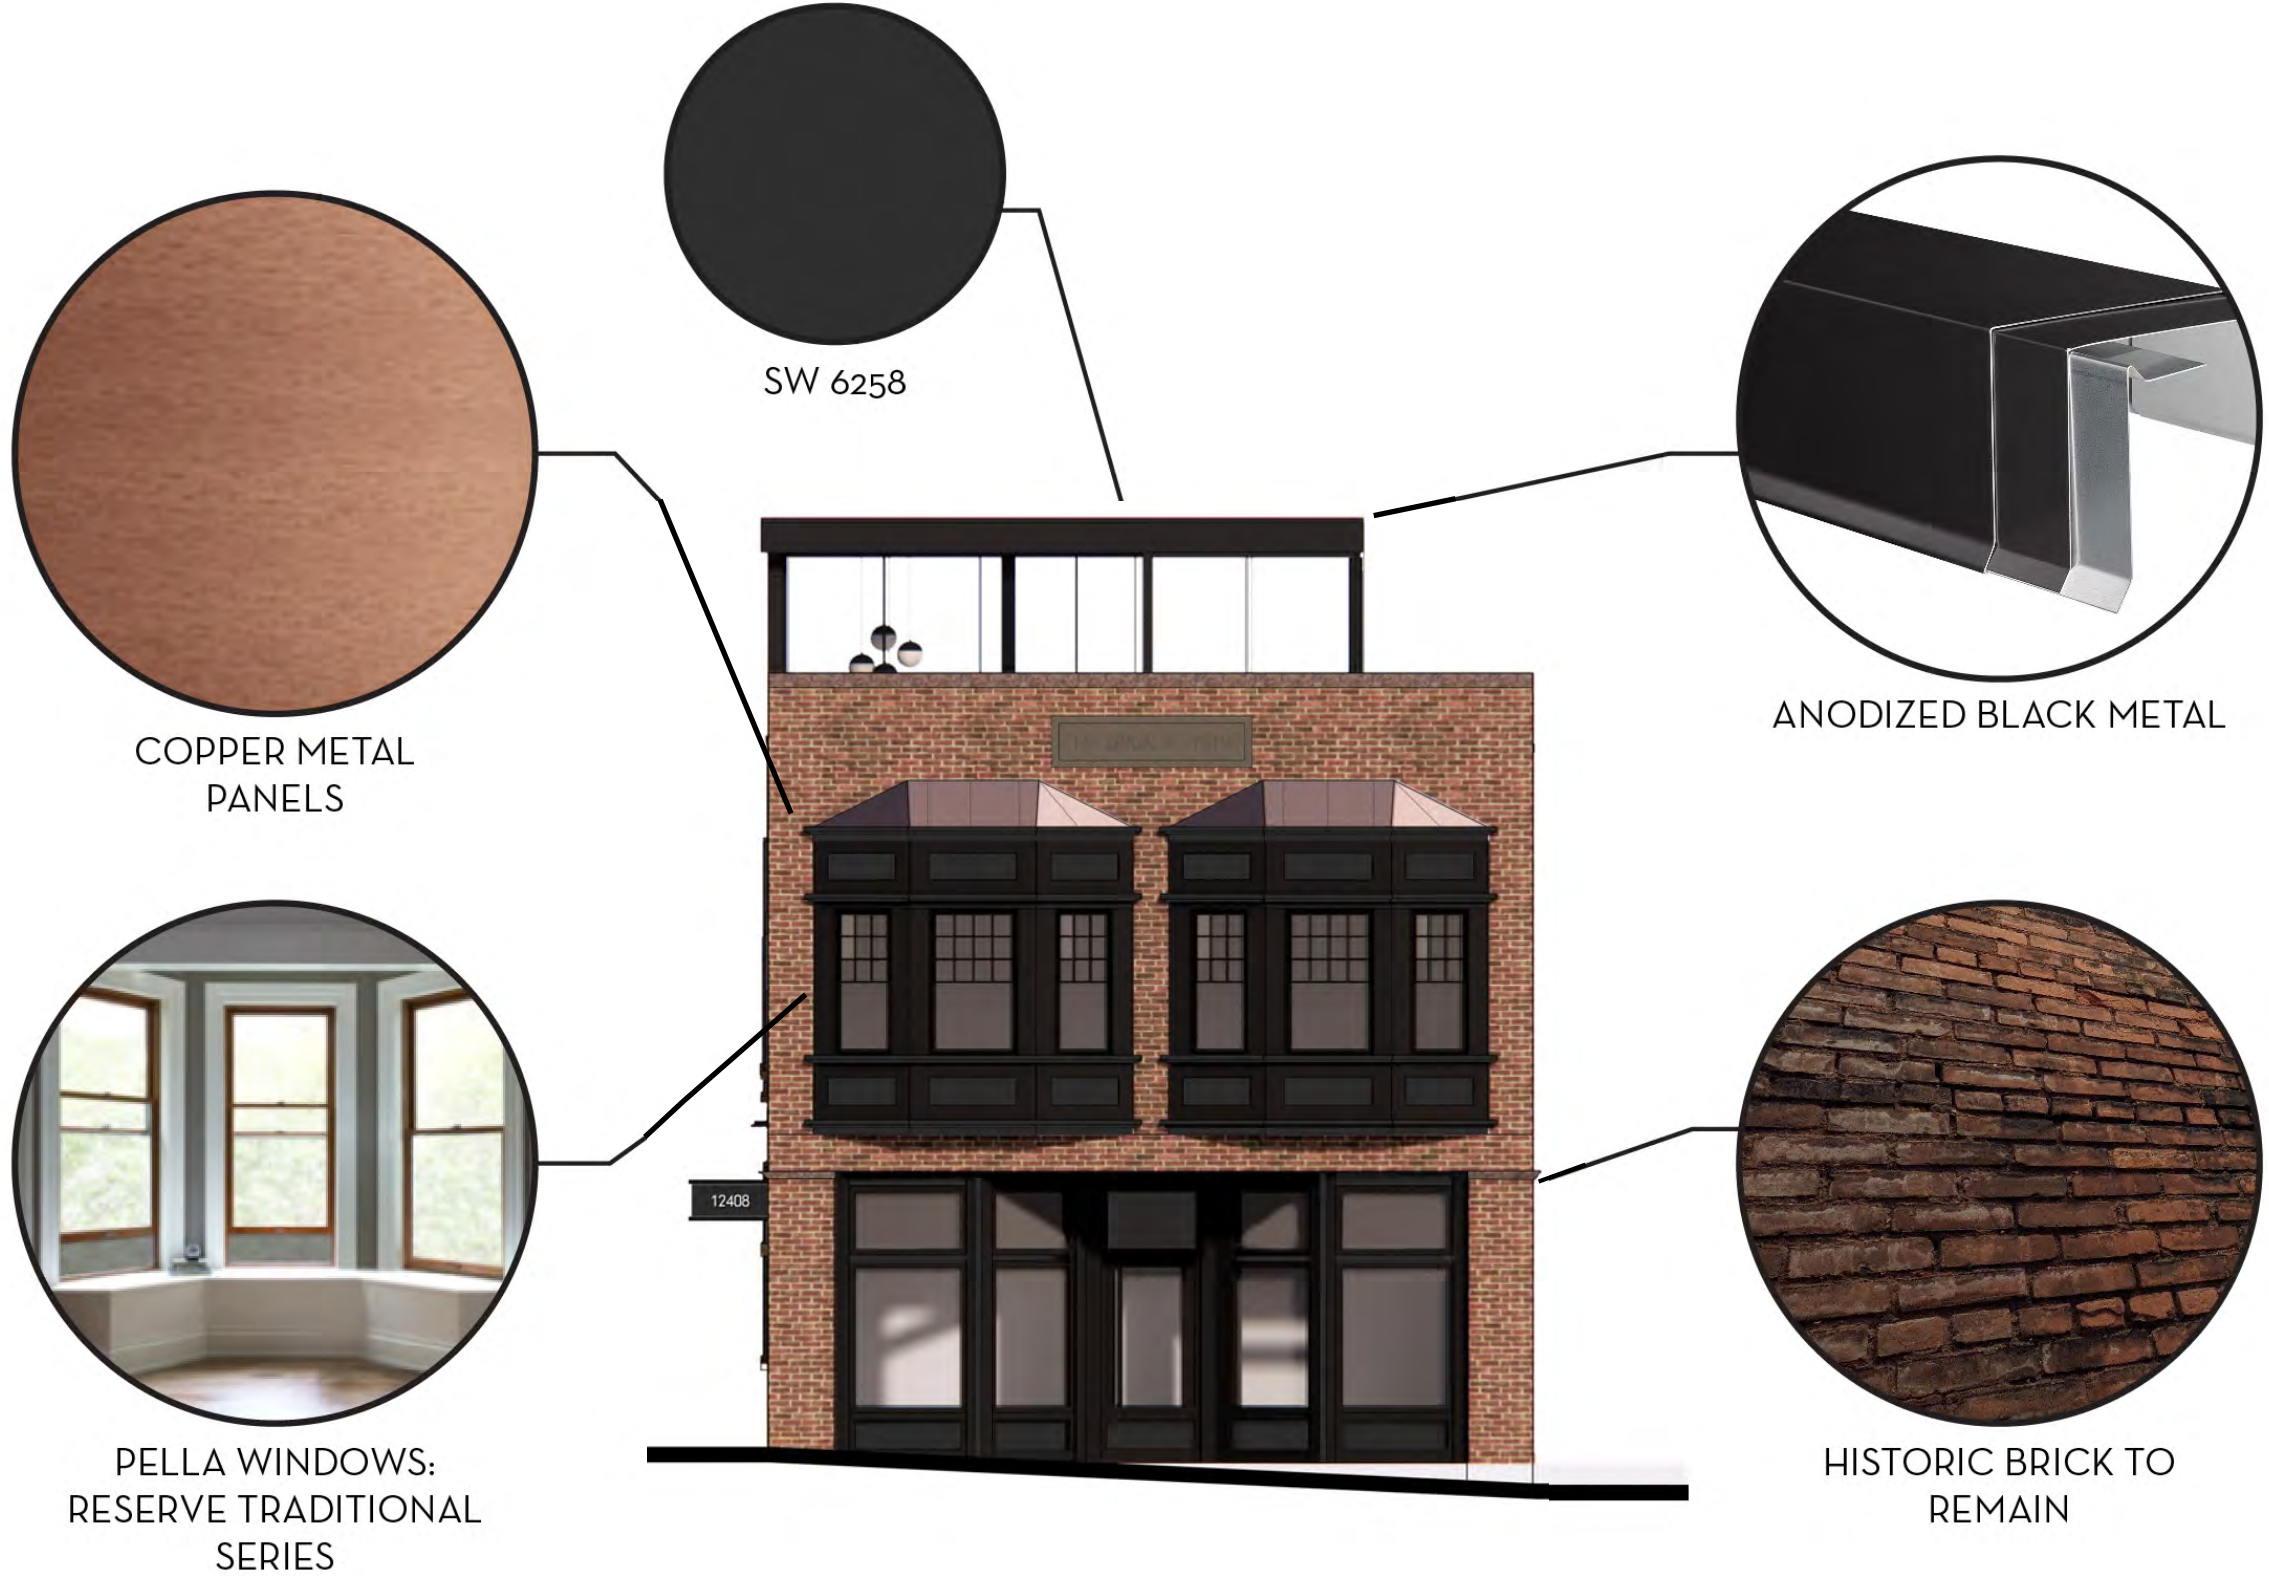 SW 6258
COPPER METAL
PANELS
ANODIZED BLACK METAL
12408
PELLA WINDOWS:
RESERVE TRADITIONAL
SERIES
HISTORIC BRICK TO
REMAIN